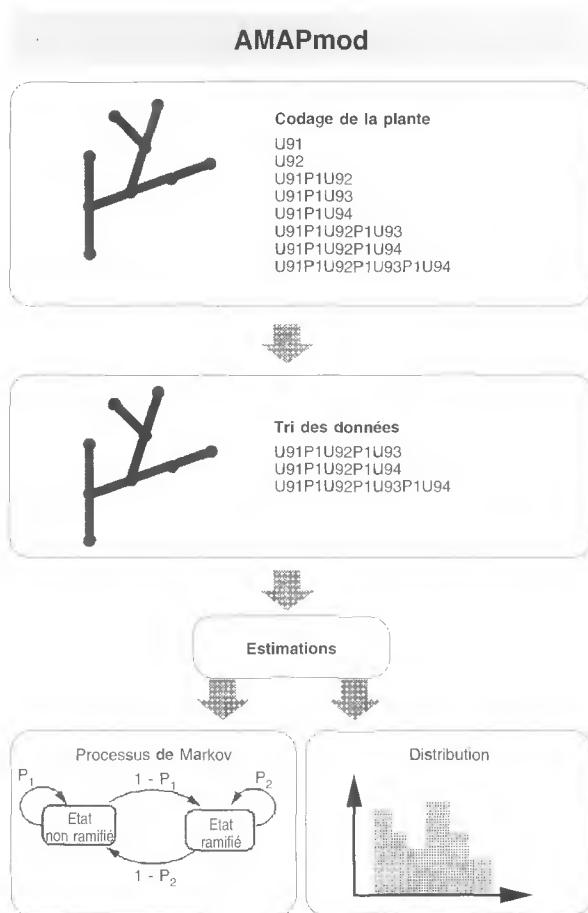 AMAPmod
Codage de la plante
U91
U92
U91P1U92
U91P1U93
U91P1U94
U91P1U92P1U93
U91P1U92P1U94
U91P1U92P1U93P1U94
Tri des données
U91P1U92P1U93
U91P1U92P1U94
U91P1U92P1U93P1U94
Estimations
Processus de Markov
P1
1 - P1
P2
Etat
non ramifié
Etat
ramifié
1 - P2
Distribution